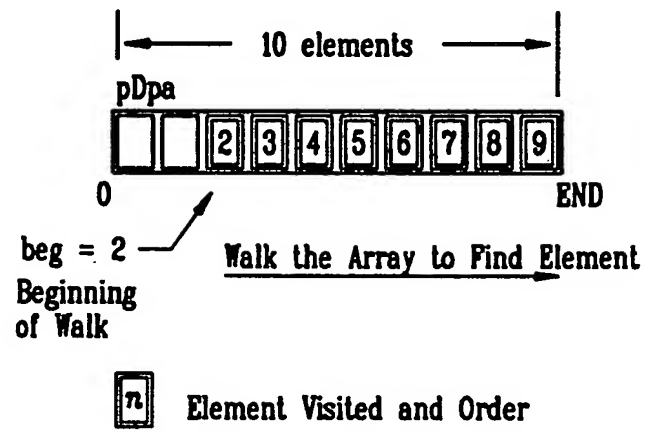 10 elements
pDpa
2 3 4 5 6 7 8 9
0 END
beg = 2
Beginning
of Walk
Walk the Array to Find Element
n Element Visited and Order